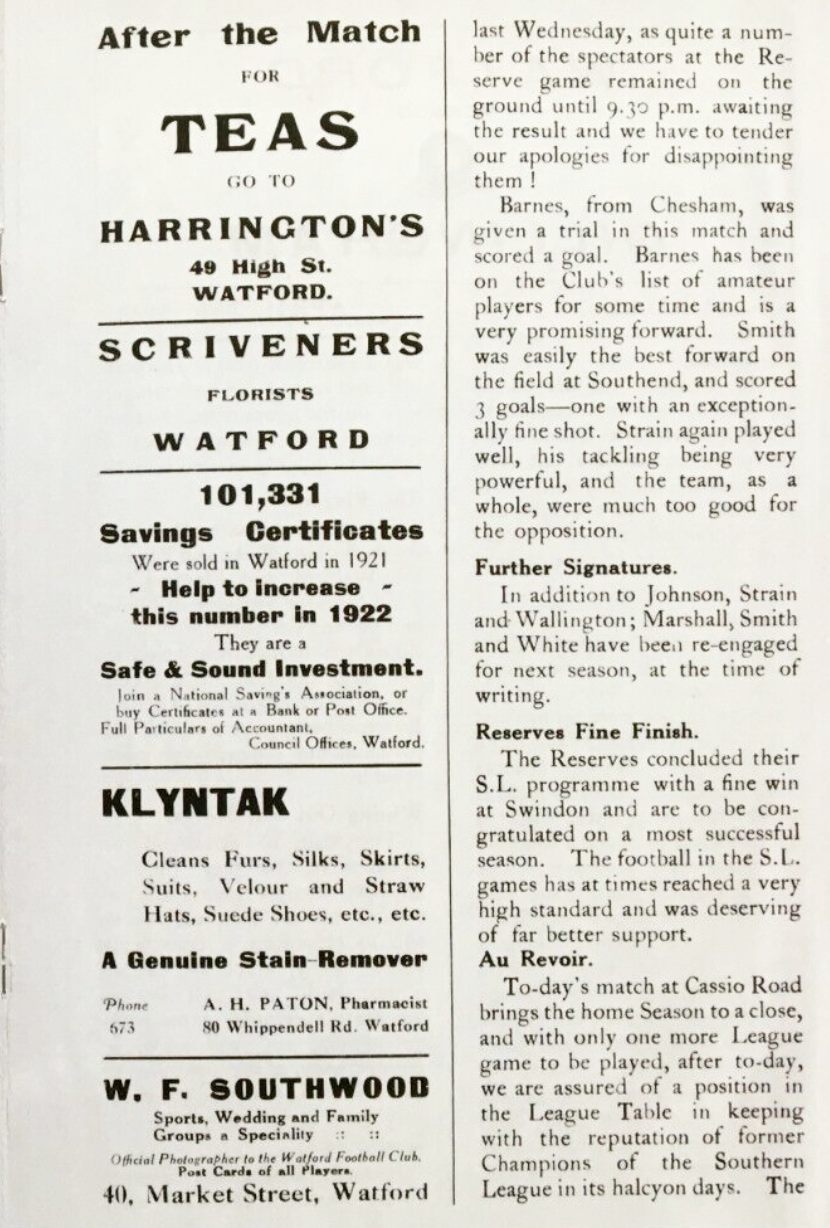 After the Match
FOR
TEAS
GO TO
HARRINGTON'S
49 High St.
WATFORD.
SCRIVENERS
FLORISTS
WATFORD
101,331
Savings Certificates
Were sold in Watford in 1921
- Help to increase -
this number in 1922
They are a
Safe & Sound Investment.
Join a National Saving's Association, or
buy Certificates at a Bank or Post Office.
Full Particulars of Accountant,
Council Offices, Watford.
KLYNTAK
Cleans Furs, Silks, Skirts,
Suits, Velour and Straw
Hats, Suede Shoes, etc., etc.
A Genuine Stain-Remover
'Phone A. H. PATON, Pharmacist
673 80 Whippendell Rd. Watford
W. F. SOUTHWOOD
Sports, Wedding and Family
Groups a Speciality :: ::
Official Photographer to the Watford Football Club.
Post Cards of all Players.
40, Market Street, Watford
last Wednesday, as quite a num-
ber of the spectators at the Re-
serve game remained on the
ground until 9.30 p.m. awaiting
the result and we have to tender
our apologies for disappointing
them !
Barnes, from Chesham, was
given a trial in this match and
scored a goal. Barnes has been
on the Club's list of amateur
players for some time and is a
very promising forward. Smith
was easily the best forward on
the field at Southend, and scored
3 goals—one with an exception-
ally fine shot. Strain again played
well, his tackling being very
powerful, and the team, as a
whole, were much too good for
the opposition.
Further Signatures.
In addition to Johnson, Strain
and Wallington; Marshall, Smith
and White have been re-engaged
for next season, at the time of
writing.
Reserves Fine Finish.
The Reserves concluded their
S.L. programme with a fine win
at Swindon and are to be con-
gratulated on a most successful
season. The football in the S.L.
games has at times reached a very
high standard and was deserving
of far better support.
Au Revoir.
To-day's match at Cassio Road
brings the home Season to a close,
and with only one more League
game to be played, after to-day,
we are assured of a position in
the League Table in keeping
with the reputation of former
Champions of the Southern
League in its halcyon days. The